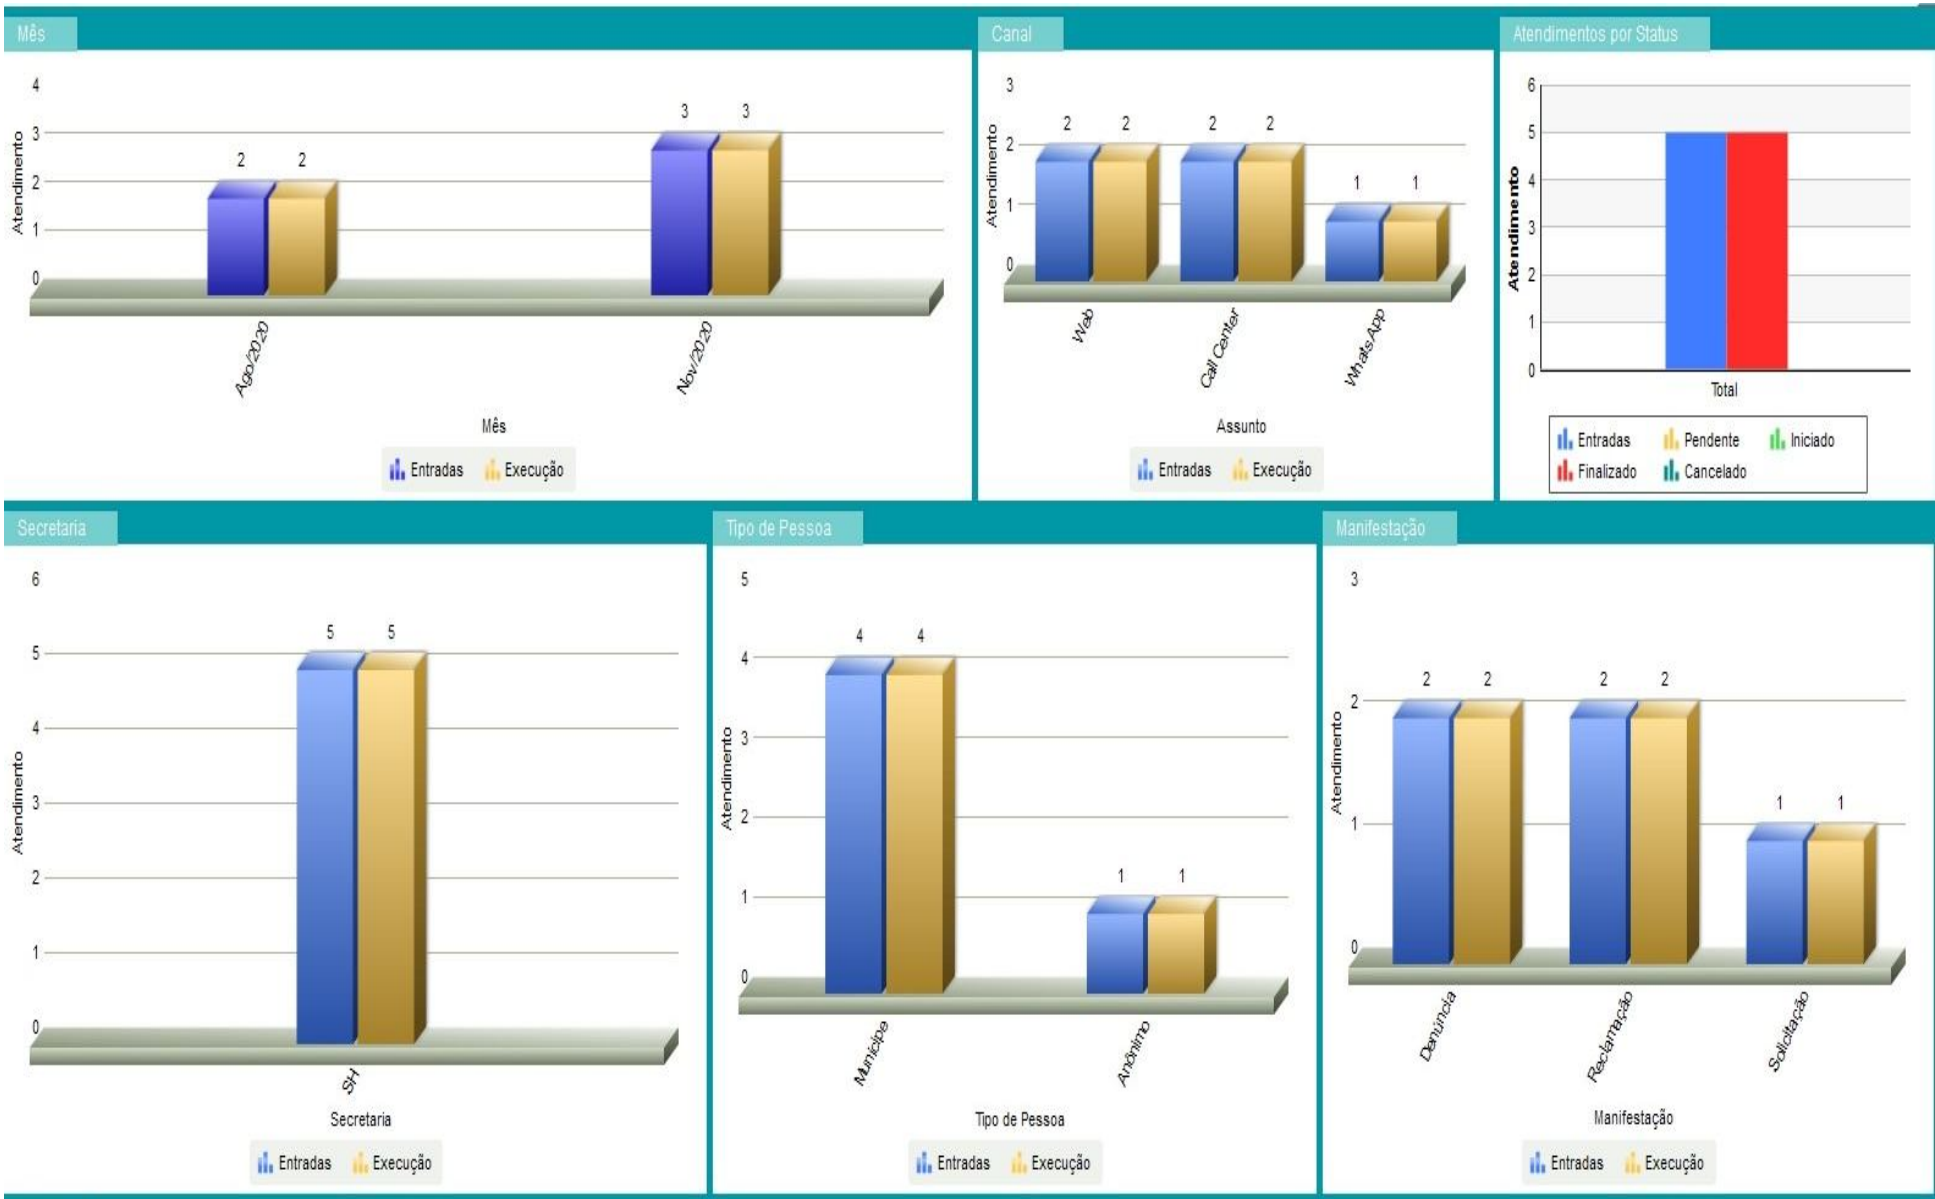 Mês
4
3
2
1
0
Atendimento
2 2
3 3
Ago/2020
Nov/2020
Mês
Entradas Execução
Canal
3
2
1
0
Atendimento
2 2
2 2
1 1
Web
Call Center
WhatsApp
Assunto
Entradas Execução
Atendimentos por Status
6
5
4
3
2
1
0
Atendimento
Total
Entradas Pendente Iniciado
Finalizado Cancelado
Secretaria
6
5
4
3
2
1
0
Atendimento
5 5
SH
Secretaria
Entradas Execução
Tipo de Pessoa
5
4
3
2
1
0
Atendimento
4 4
1 1
Munícipe
Anônimo
Tipo de Pessoa
Entradas Execução
Manifestação
3
2
1
0
Atendimento
2 2
2 2
1 1
Denúncia
Reclamação
Solicitação
Manifestação
Entradas Execução